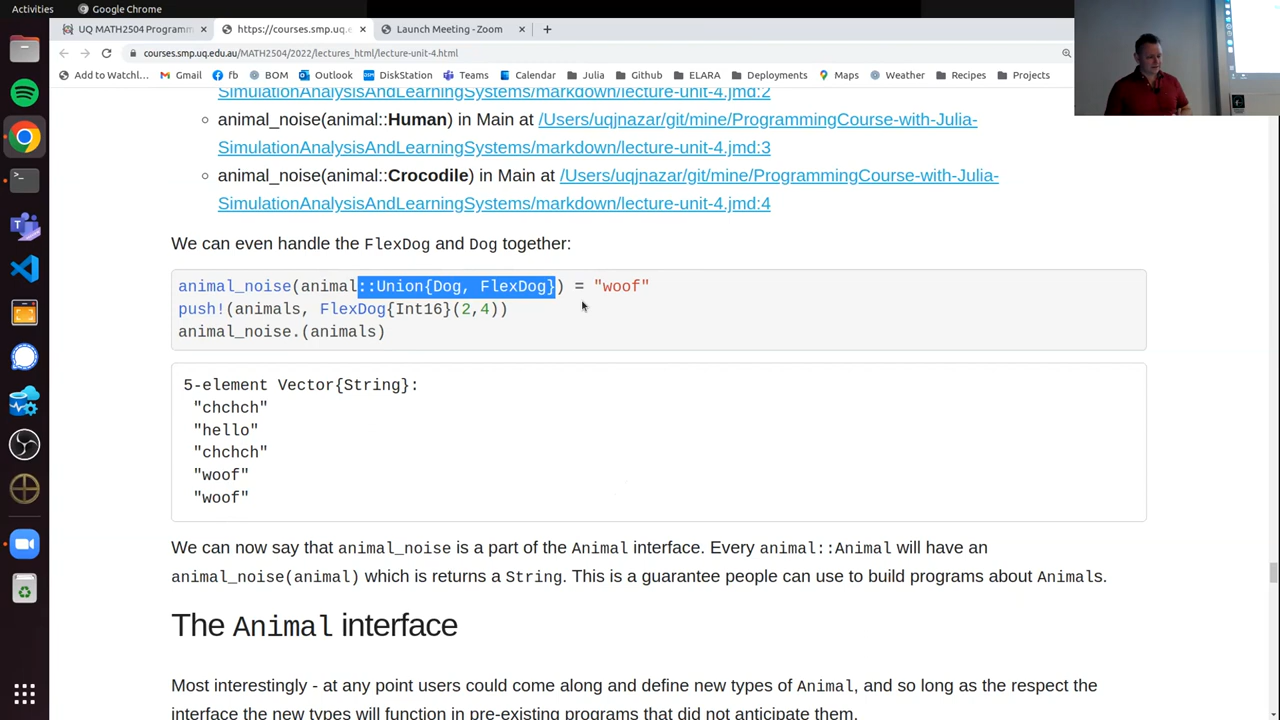 Activities
Google Chrome
UQ MATH2504 Programm
https://courses.smp.uq.e
Launch Meeting - Zoom
courses.smp.uq.edu.au/MATH2504/2022/lectures_html/lecture-unit-4.html
Add to Watchl… Gmail fb BOM Outlook DiskStation Teams Calendar Julia Github ELARA Deployments Maps Weather Recipes Projects
SimulationAnalysisAndLearningSystems/markdown/lecture-unit-4.jmd:2
animal_noise(animal::Human) in Main at /Users/uqjnazar/git/mine/ProgrammingCourse-with-Julia-
SimulationAnalysisAndLearningSystems/markdown/lecture-unit-4.jmd:3
animal_noise(animal::Crocodile) in Main at /Users/uqjnazar/git/mine/ProgrammingCourse-with-Julia-
SimulationAnalysisAndLearningSystems/markdown/lecture-unit-4.jmd:4
We can even handle the FlexDog and Dog together:
animal_noise(animal::Union{Dog, FlexDog}) = "woof"
push!(animals, FlexDog{Int16}(2,4))
animal_noise.(animals)
5-element Vector{String}:
"chchch"
"hello"
"chchch"
"woof"
"woof"
We can now say that animal_noise is a part of the Animal interface. Every animal::Animal will have an
animal_noise(animal) which is returns a String. This is a guarantee people can use to build programs about Animals.
The Animal interface
Most interestingly - at any point users could come along and define new types of Animal, and so long as the respect the
interface the new types will function in pre-existing programs that did not anticipate them.